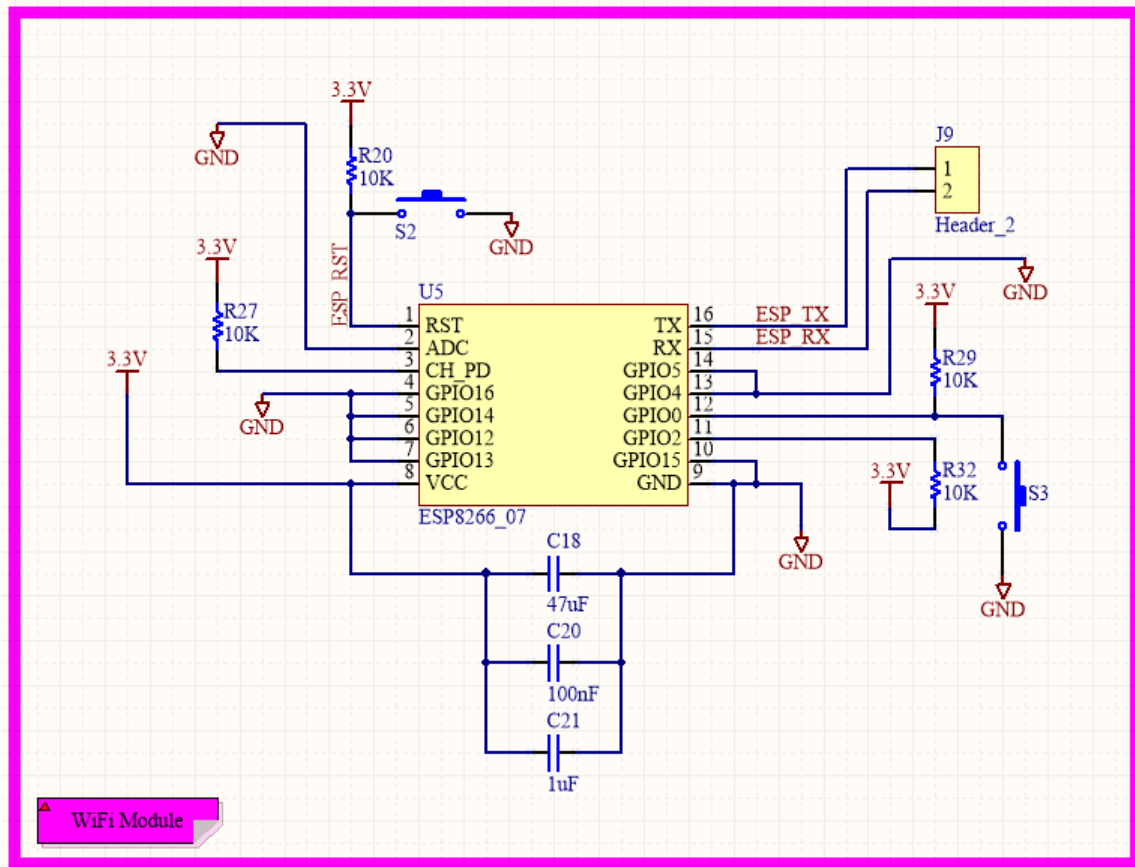 3.3V
GND
R20
10K
S2
GND
J9
1
2
Header_2
3.3V
R27
10K
ESP_RST
GND
3.3V
R29
10K
3.3V
U5
1
RST
2
ADC
3
CH_PD
4
GPIO16
5
GPIO14
6
GPIO12
7
GPIO13
8
VCC
16
TX
ESP_TX
15
RX
ESP_RX
14
GPIO5
13
GPIO4
12
GPIO0
11
GPIO2
10
GPIO15
9
GND
ESP8266_07
GND
3.3V
R32
10K
S3
GND
GND
C18
47uF
C20
100nF
C21
1uF
WiFi Module